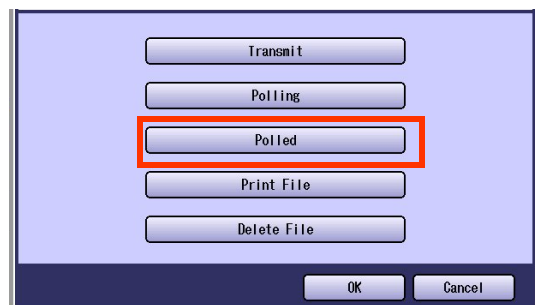 Transmit
Polling
Polled
Print File
Delete File
OK Cancel